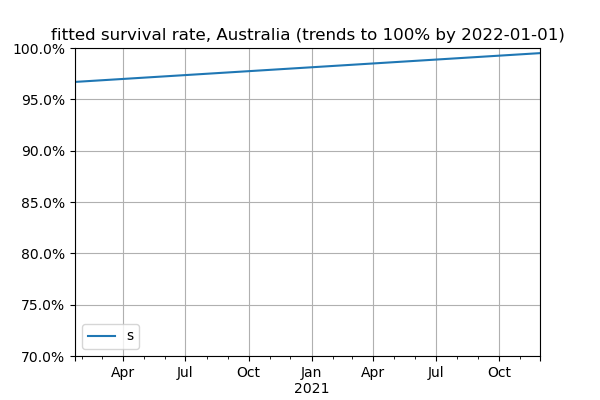 fitted survival rate, Australia (trends to 100% by 2022-01-01)
100.0%
95.0%
90.0%
85.0%
80.0%
75.0%
70.0%
s
Apr Jul Oct Jan Apr Jul Oct
2021